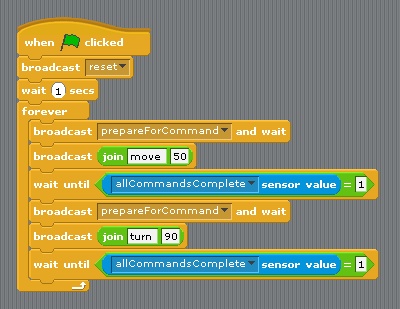 when clicked
broadcast reset
wait 1 secs
forever
broadcast prepareForCommand and wait
broadcast join move 50
wait until allCommandsComplete sensor value = 1
broadcast prepareForCommand and wait
broadcast join turn 90
wait until allCommandsComplete sensor value = 1